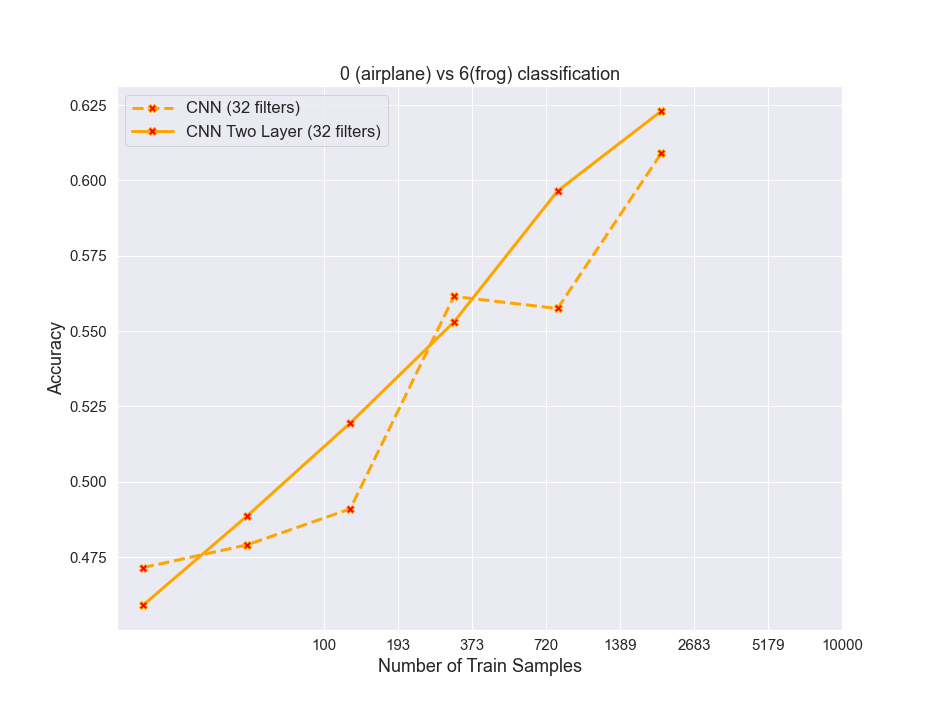 0 (airplane) vs 6(frog) classification
CNN (32 filters)
CNN Two Layer (32 filters)
0.625
0.600
0.575
0.550
0.525
0.500
0.475
Accuracy
100 193 373 720 1389 2683 5179 10000
Number of Train Samples